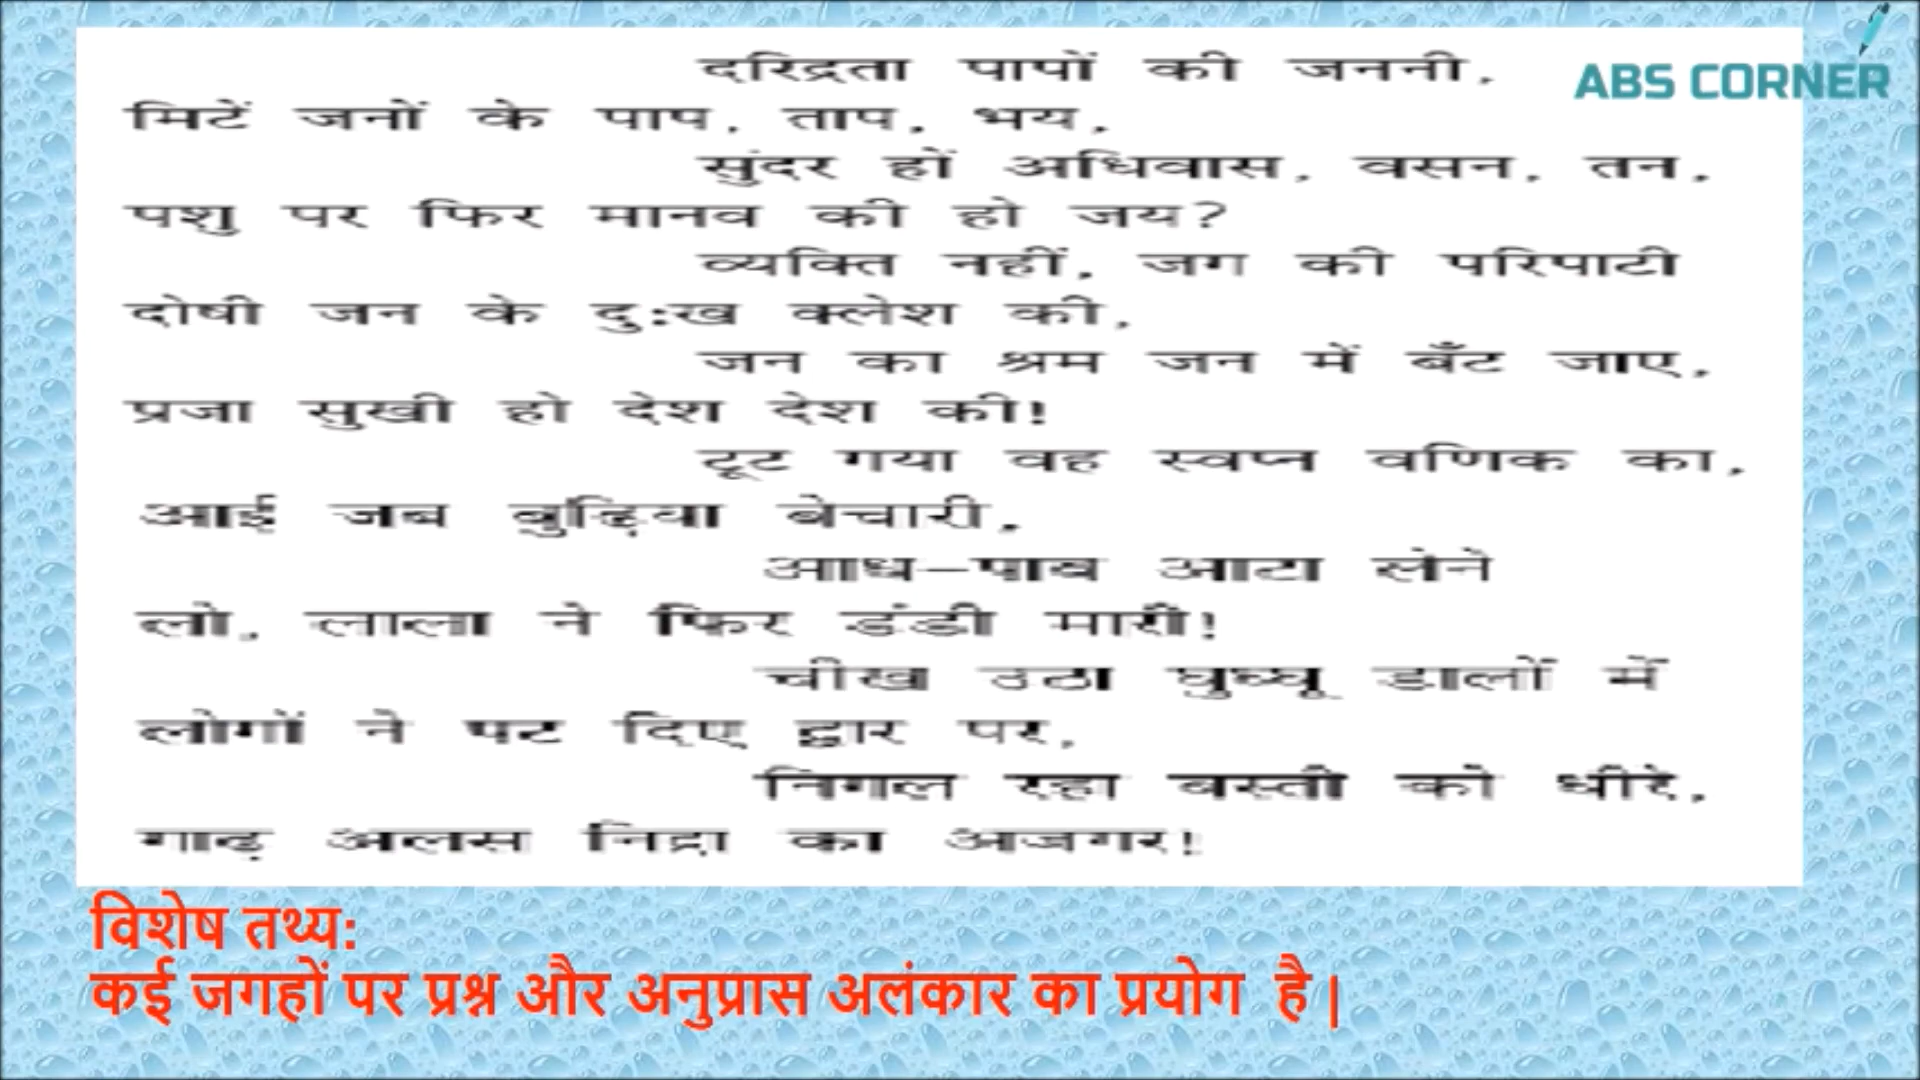 दरिद्रता पापों की जननी,
ABS CORNER
मिटें जनों के पाप, ताप, भय,
सुंदर हों अधिवास, वसन, तन,
पशु पर फिर मानव की हो जय?
व्यक्ति नहीं, जग की परिपाटी
दोषी जन के दु:ख क्लेश की,
जन का श्रम जन में बँट जाए,
प्रजा सुखी हो देश देश की!
टूट गया वह स्वप्न वणिक का,
आई जब बुढ़िया बेचारी,
आध-पाव आटा लेने
लो, लाला ने फिर डंडी मारी!
चीख उठा घुघ्घू डालों में
लोगों ने पट दिए द्वार पर,
निगल रहा बस्ती को धीरे,
गाढ़ अलस निद्रा का अजगर!
विशेष तथ्य:
कई जगहों पर प्रश्न और अनुप्रास अलंकार का प्रयोग है|